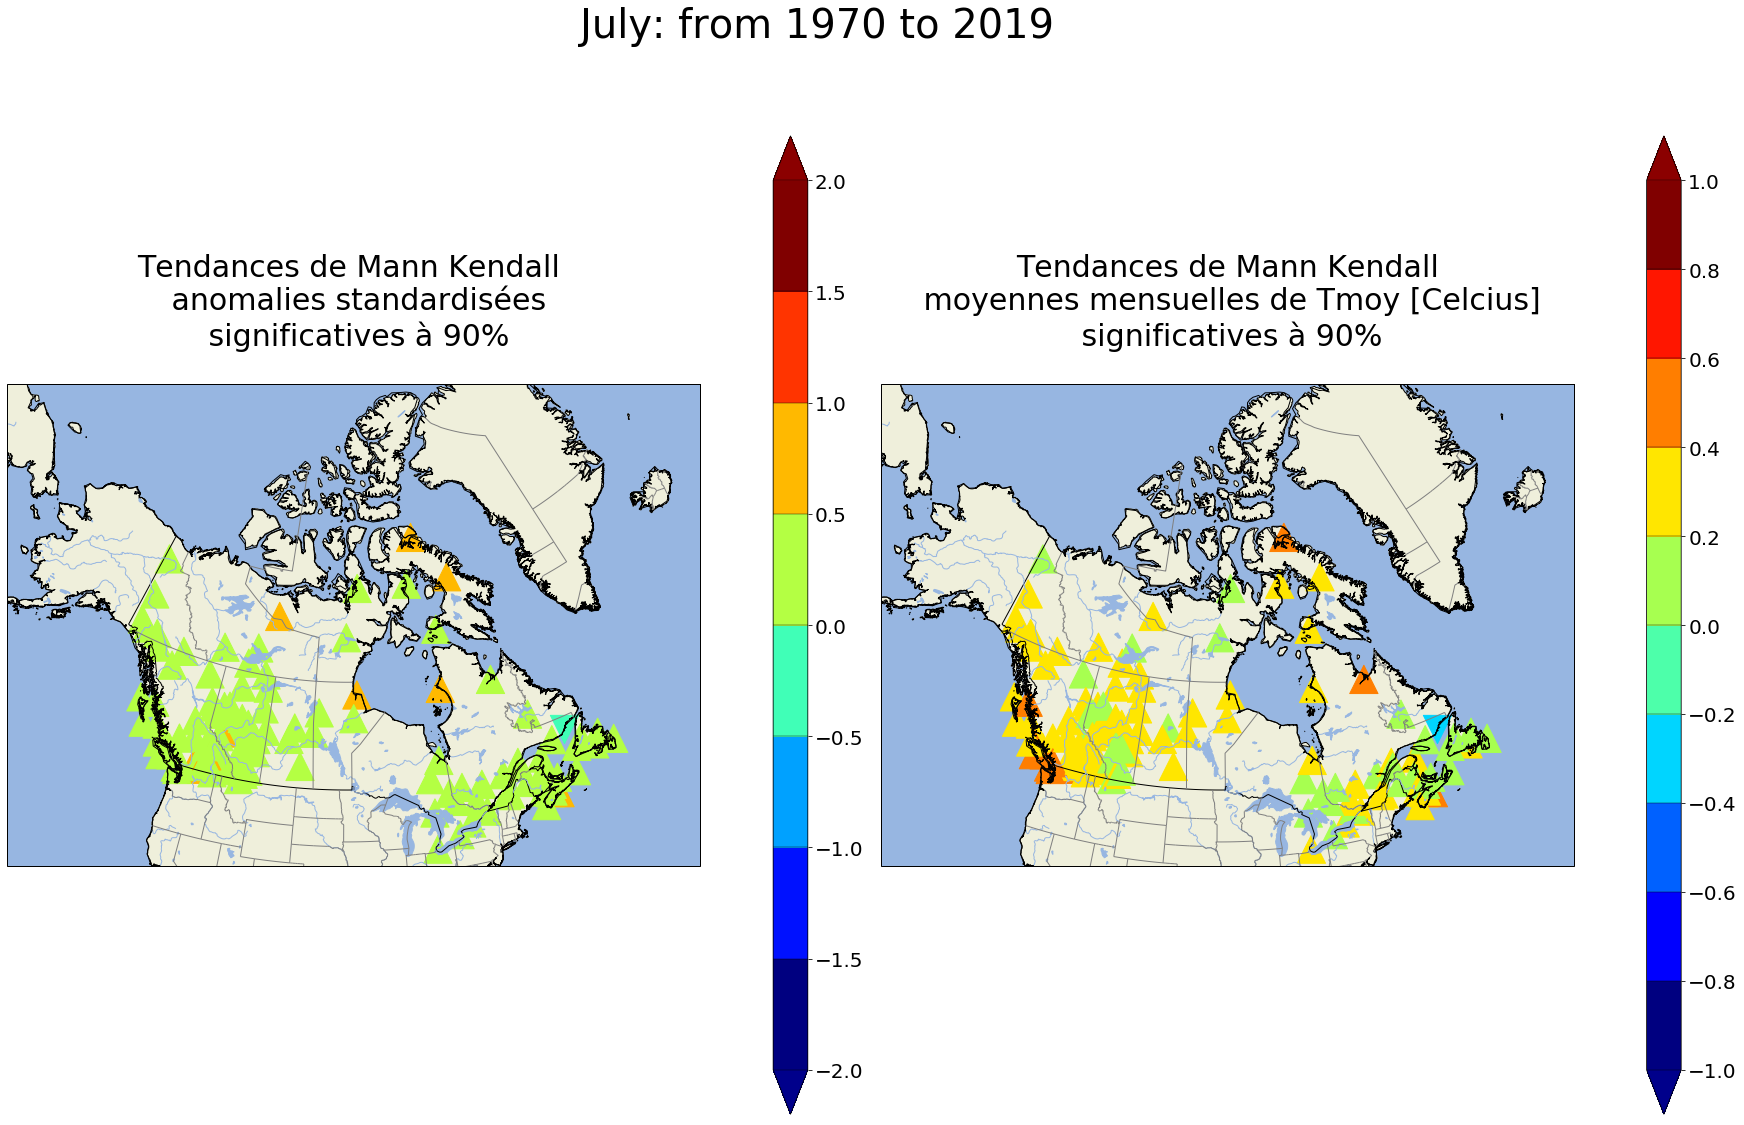 July: from 1970 to 2019
Tendances de Mann Kendall
anomalies standardisées
significatives à 90%
2.0
1.5
1.0
0.5
0.0
−0.5
−1.0
−1.5
−2.0
Tendances de Mann Kendall
moyennes mensuelles de Tmoy [Celcius]
significatives à 90%
1.0
0.8
0.6
0.4
0.2
0.0
−0.2
−0.4
−0.6
−0.8
−1.0